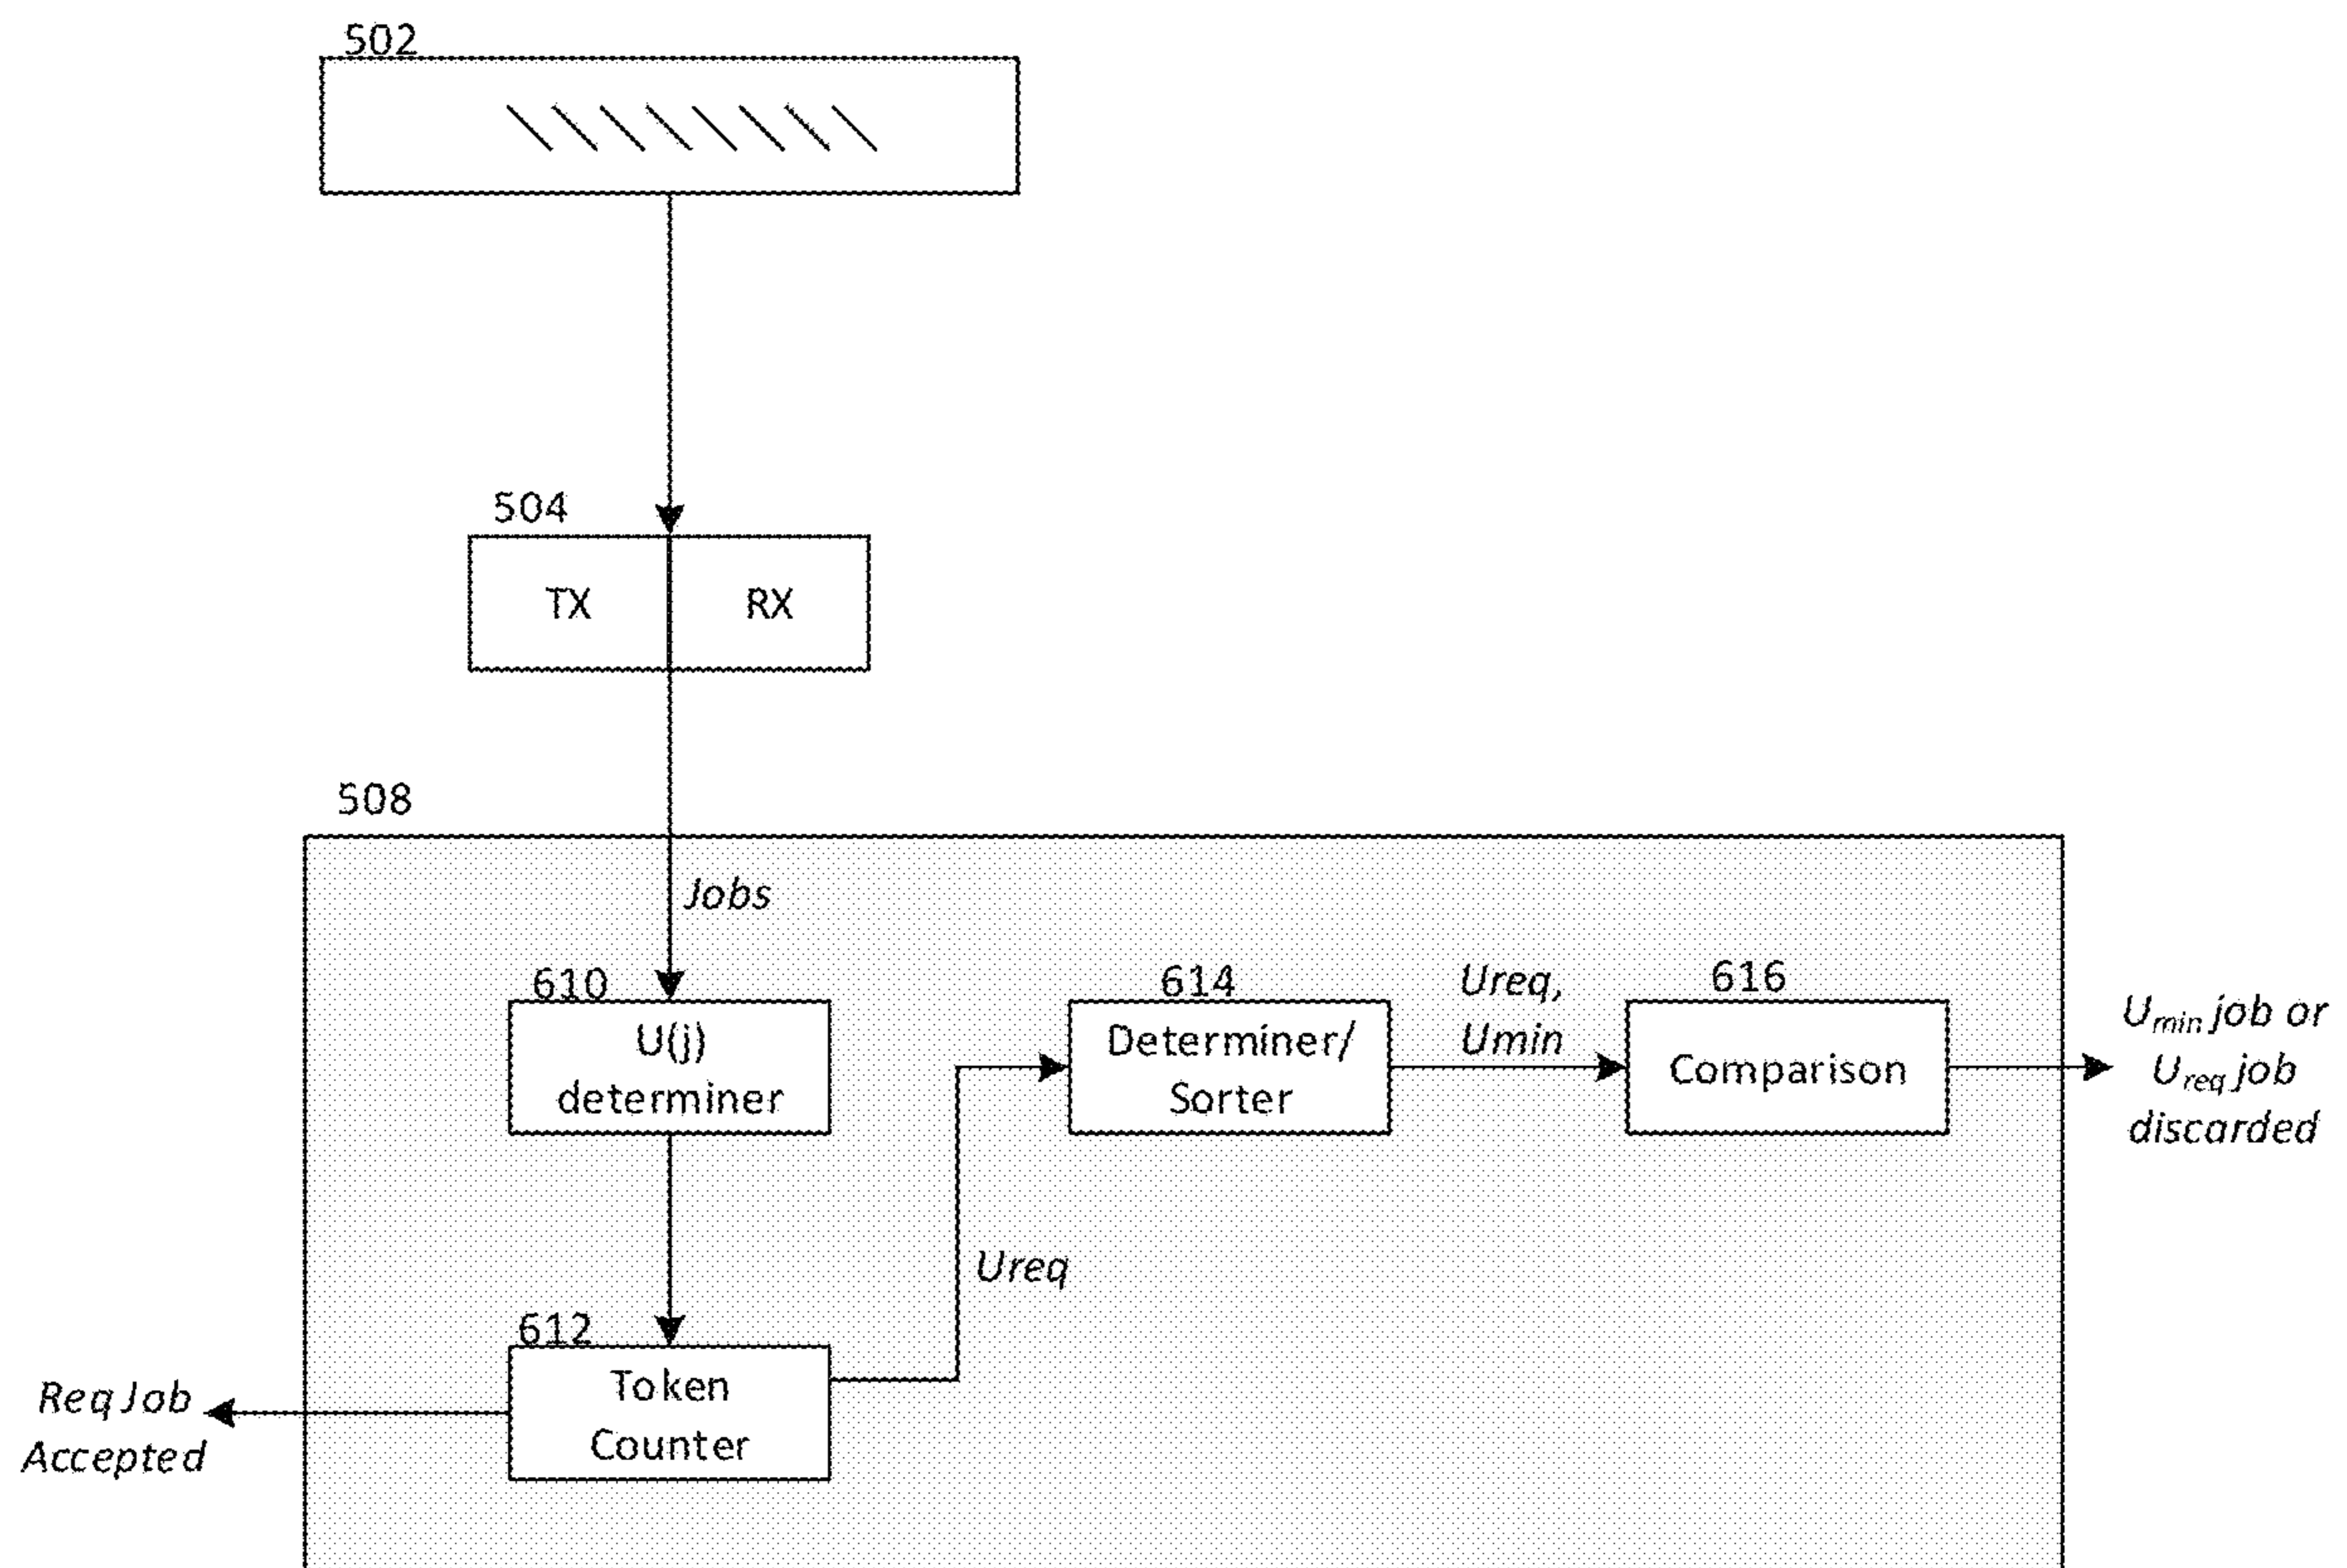 502
504
TX
RX
508
Jobs
610
U(j)
determiner
614
Determiner/
Sorter
Ureq,
Umin
616
Comparison
Umin job or
Ureq job
discarded
Ureq
612
Token
Counter
Req Job
Accepted